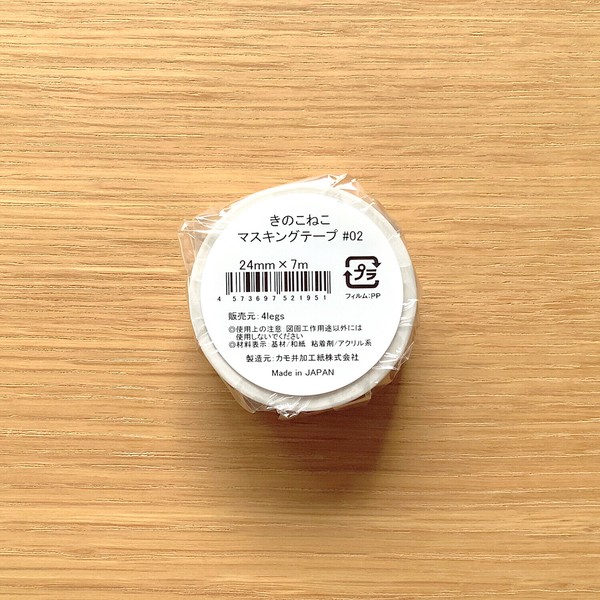 きのこねこ
マスキングテープ #02
24mm×7m
4 573697 521951
プラ
フィルム:PP
販売元:4legs
◎使用上の注意 図画工作用途以外には
使用しないでください
◎材料表示 基材/和紙 粘着剤/アクリル系
製造元:カモ井加工紙株式会社
Made in JAPAN